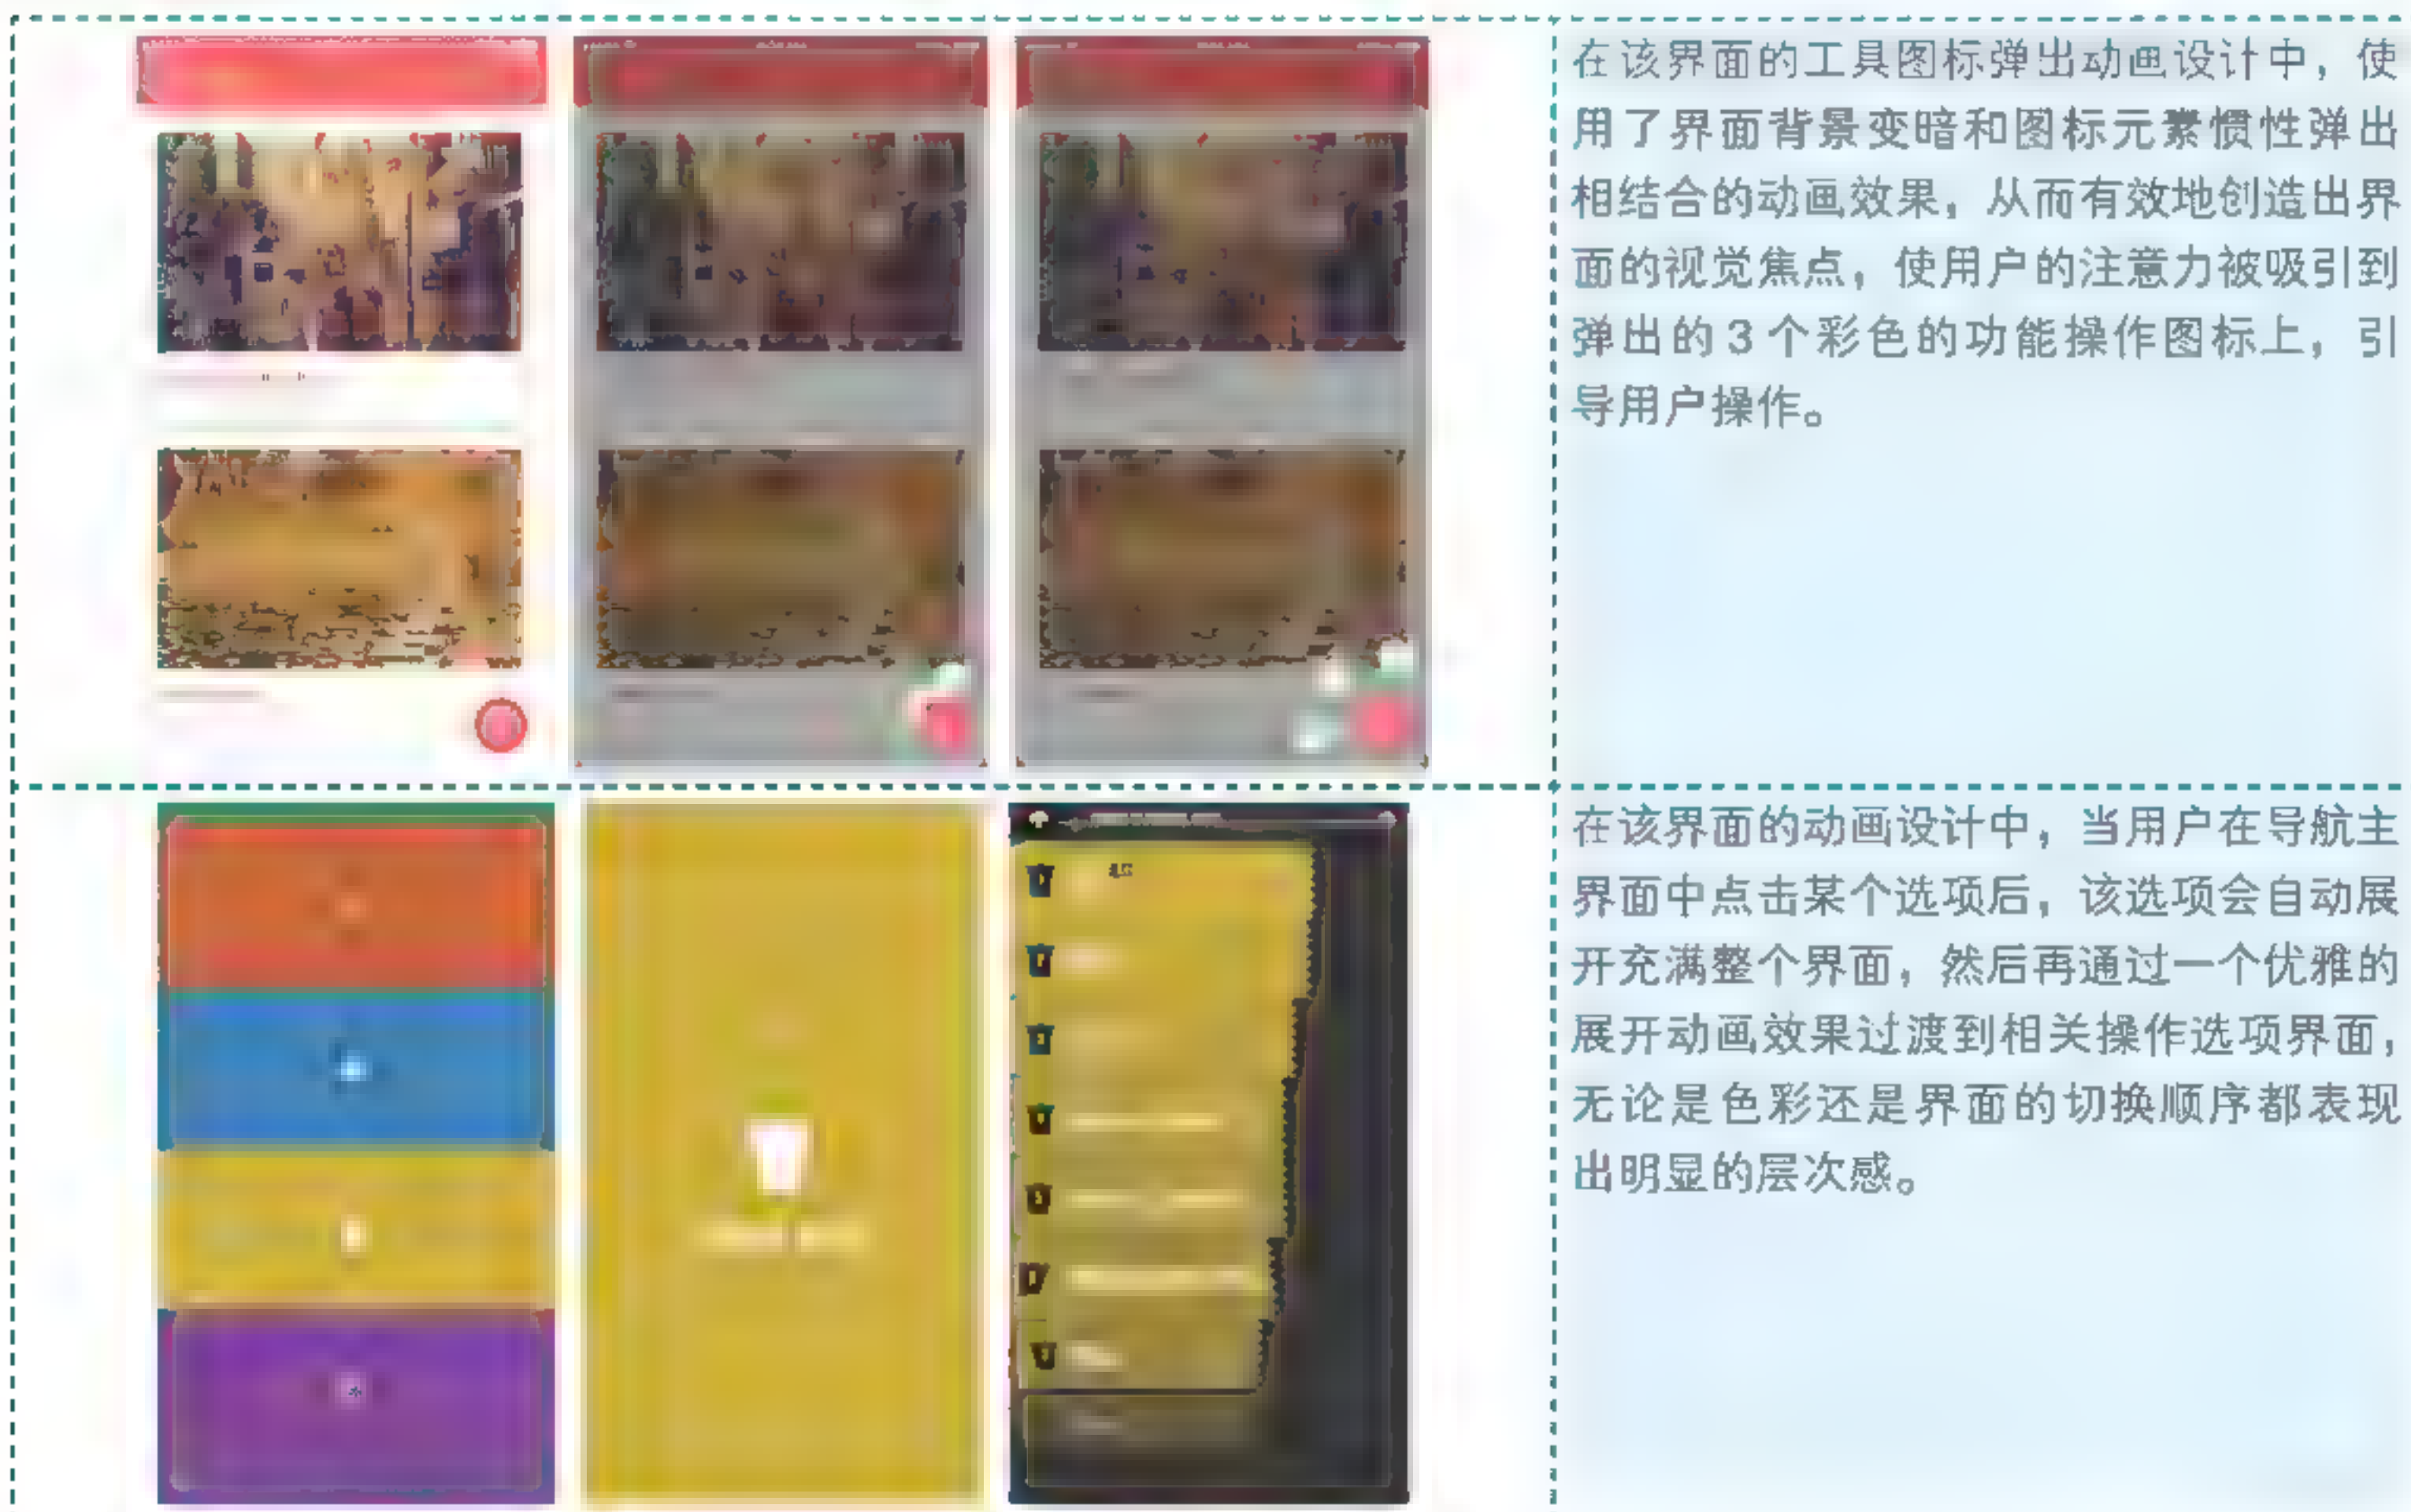 在该界面的工具图标弹出动画设计中，使
用了界面背景变暗和图标元素惯性弹出
相结合的动画效果，从而有效地创造出界
面的视觉焦点，使用户的注意力被吸引到
弹出的3个彩色的功能操作图标上，引
导用户操作。
在该界面的动画设计中，当用户在导航主
界面中点击某个选项后，该选项会自动展
开充满整个界面，然后再通过一个优雅的
展开动画效果过渡到相关操作选项界面，
无论是色彩还是界面的切换顺序都表现
出明显的层次感。